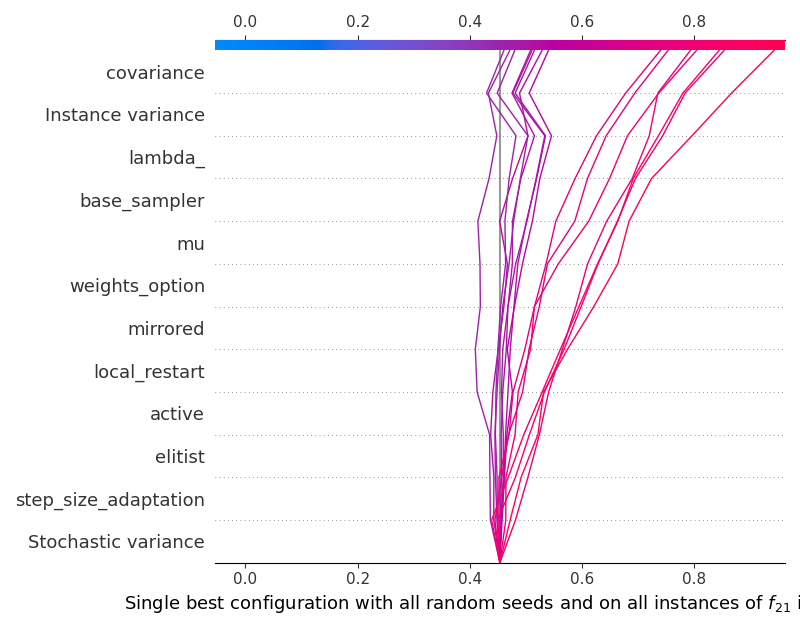 0.0 0.2 0.4 0.6 0.8
covariance
Instance variance
lambda_
base_sampler
mu
weights_option
mirrored
local_restart
active
elitist
step_size_adaptation
Stochastic variance
0.0 0.2 0.4 0.6 0.8
Single best configuration with all random seeds and on all instances of f₂₁ i